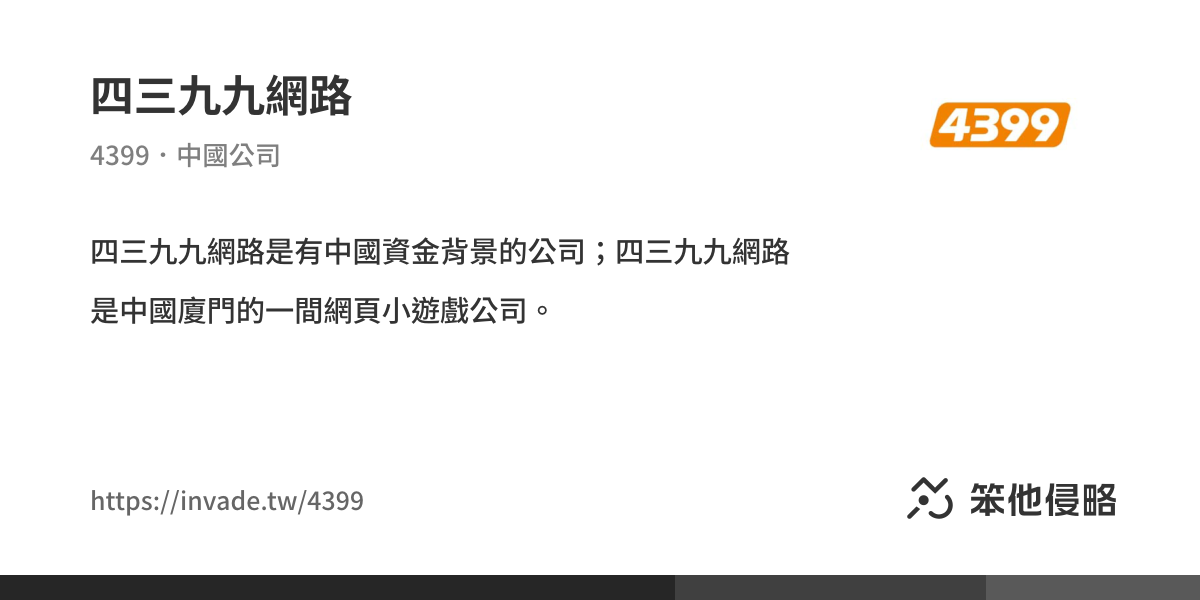 四三九九網路
4399
4399・中國公司
四三九九網路是有中國資金背景的公司；四三九九網路
是中國廈門的一間網頁小遊戲公司。
https://invade.tw/4399
笨他侵略